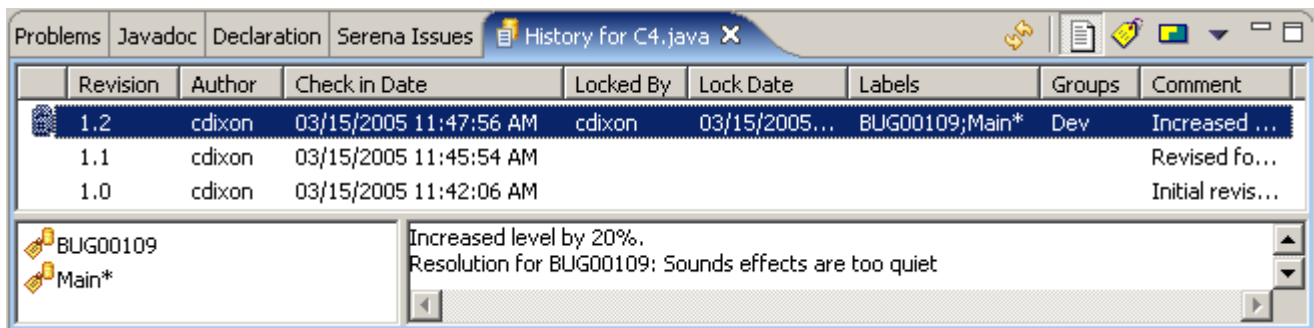 Problems Javadoc Declaration Serena Issues History for C4.java
Revision Author Check in Date Locked By Lock Date Labels Groups Comment
1.2 cdixon 03/15/2005 11:47:56 AM cdixon 03/15/2005... BUG00109;Main* Dev Increased ...
1.1 cdixon 03/15/2005 11:45:54 AM Revised fo...
1.0 cdixon 03/15/2005 11:42:06 AM Initial revis...
BUG00109
Main*
Increased level by 20%.
Resolution for BUG00109: Sounds effects are too quiet